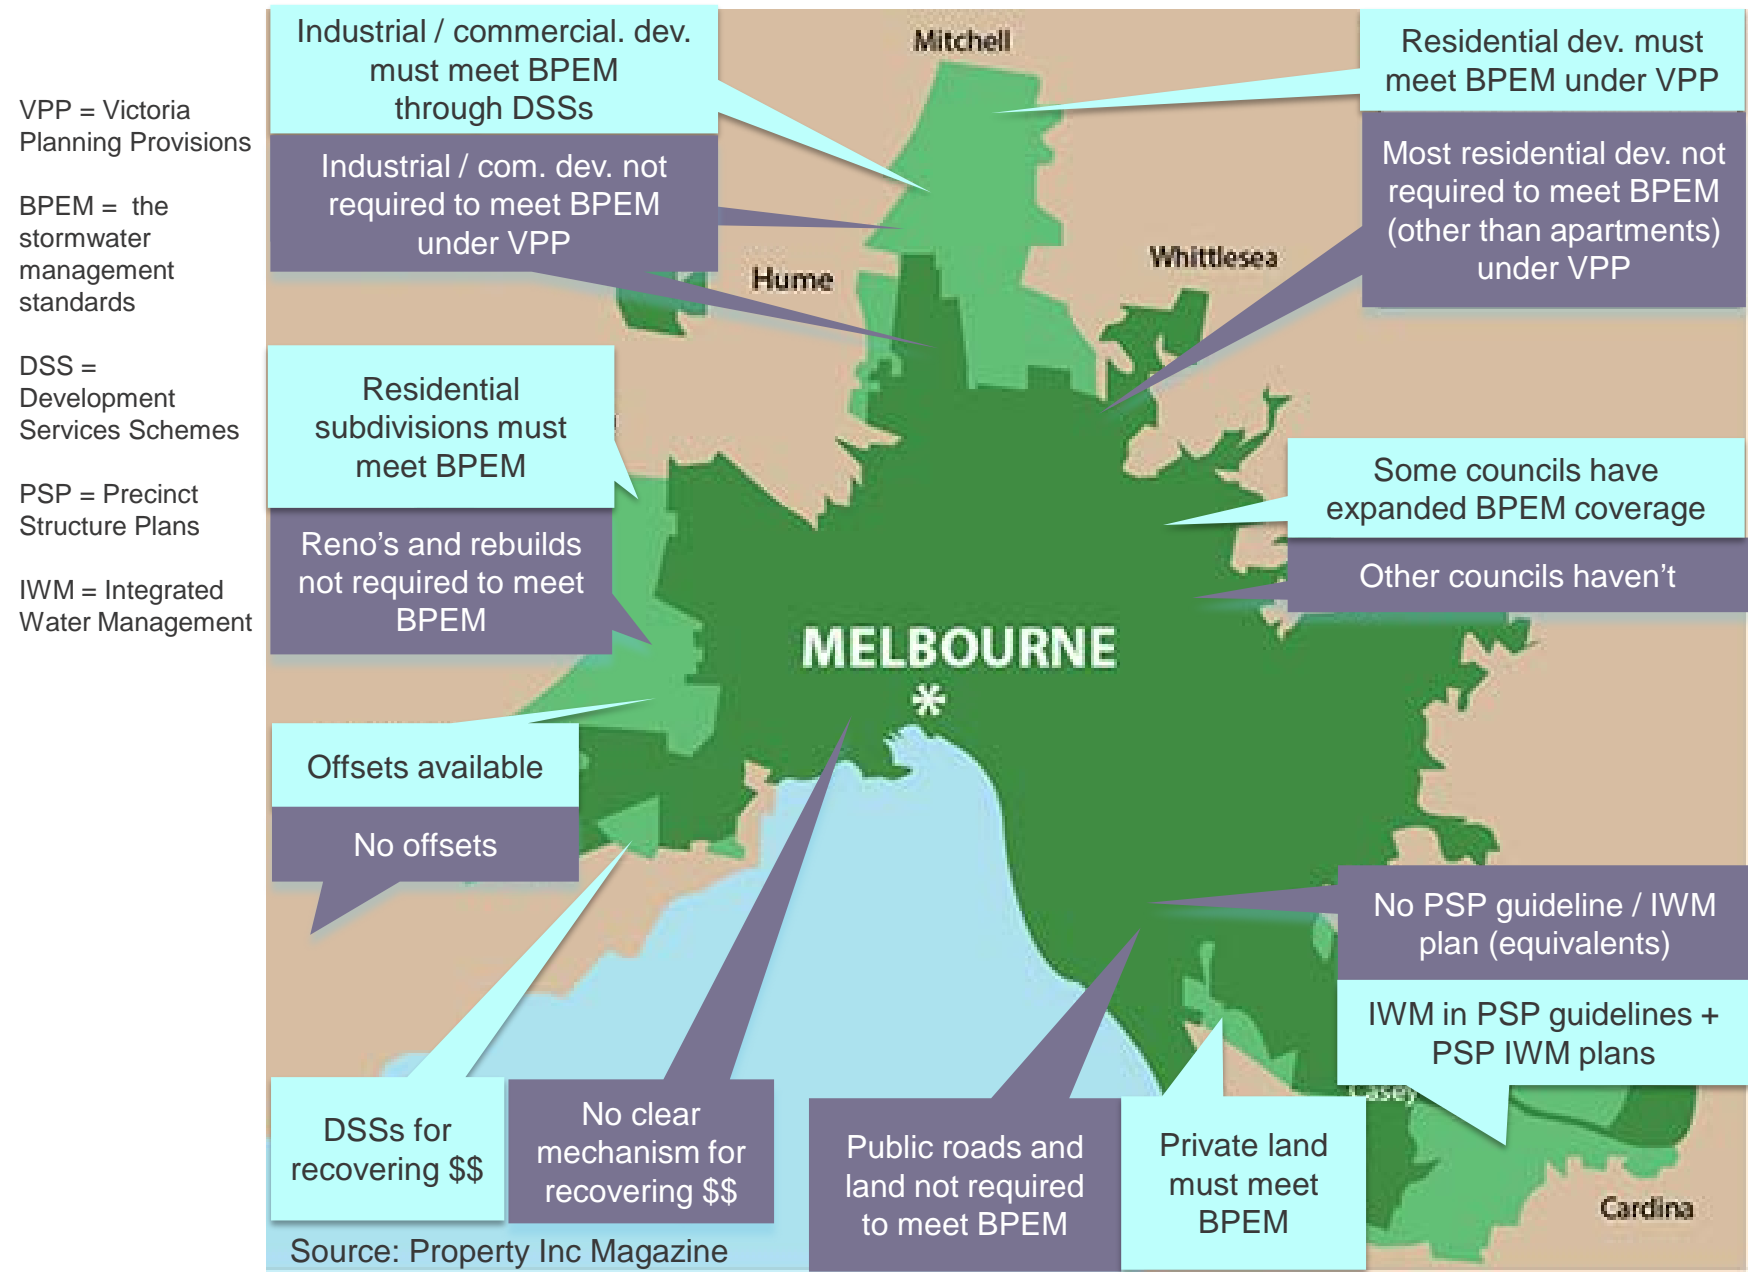 VPP = Victoria
Planning Provisions
BPEM =  the
stormwater
management
standards
DSS =
Development
Services Schemes
PSP = Precinct
Structure Plans
IWM = Integrated
Water Management
Industrial / commercial. dev.
must meet BPEM
through DSSs
Industrial / com. dev. not
required to meet BPEM
under VPP
Mitchell
Residential dev. must
meet BPEM under VPP
Most residential dev. not
required to meet BPEM
(other than apartments)
under VPP
Hume
Whittlesea
Residential
subdivisions must
meet BPEM
Reno's and rebuilds
not required to meet
BPEM
Some councils have
expanded BPEM coverage
Other councils haven't
MELBOURNE
*
Offsets available
No offsets
No PSP guideline / IWM
plan (equivalents)
IWM in PSP guidelines +
PSP IWM plans
Casey
DSSs for
recovering $$
No clear
mechanism for
recovering $$
Public roads and
land not required
to meet BPEM
Private land
must meet
BPEM
Cardina
Source: Property Inc Magazine